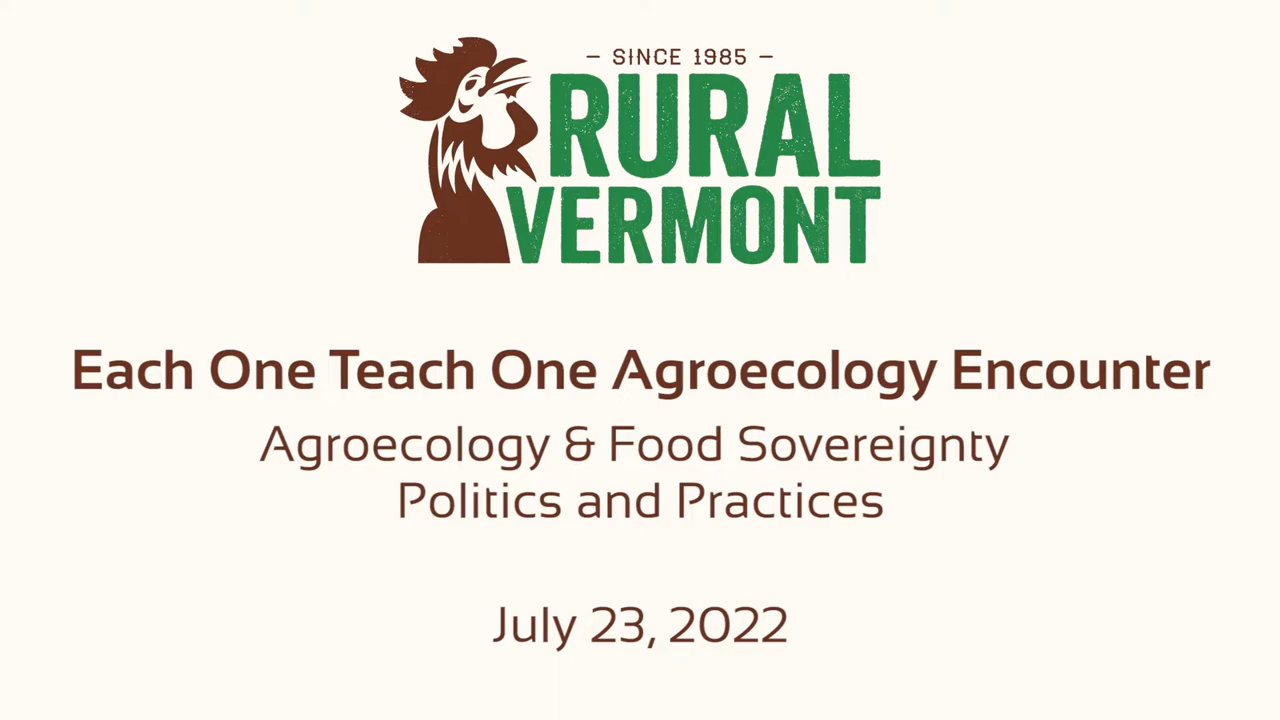 – SINCE 1985 –
RURAL
VERMONT
Each One Teach One Agroecology Encounter
Agroecology & Food Sovereignty
Politics and Practices
July 23, 2022